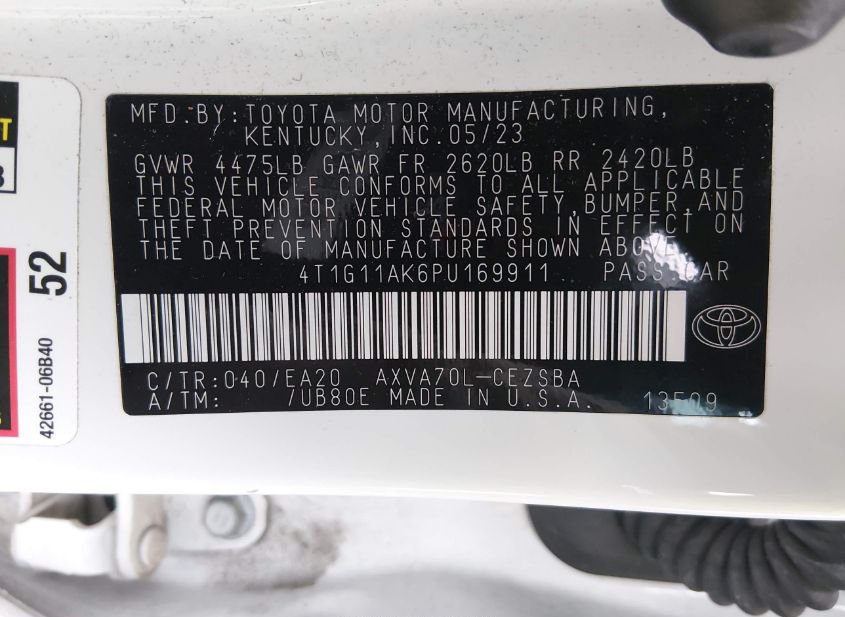 MFD.BY:TOYOTA MOTOR MANUFACTURING,
KENTUCKY,INC.05/23
GVWR 4475LB GAWR FR 2620LB RR 2420LB
THIS VEHICLE CONFORMS TO ALL APPLICABLE
FEDERAL MOTOR VEHICLE SAFETY,BUMPER,AND
THEFT PREVENTION STANDARDS IN EFFECT ON
THE DATE OF MANUFACTURE SHOWN ABOVE.
4T1G11AK6PU169911 PASS.CAR
C/TR:040/EA20 AXVA70L-CEZSBA
A/TM: /UB80E MADE IN U.S.A. 13E09
52
42661-06B40